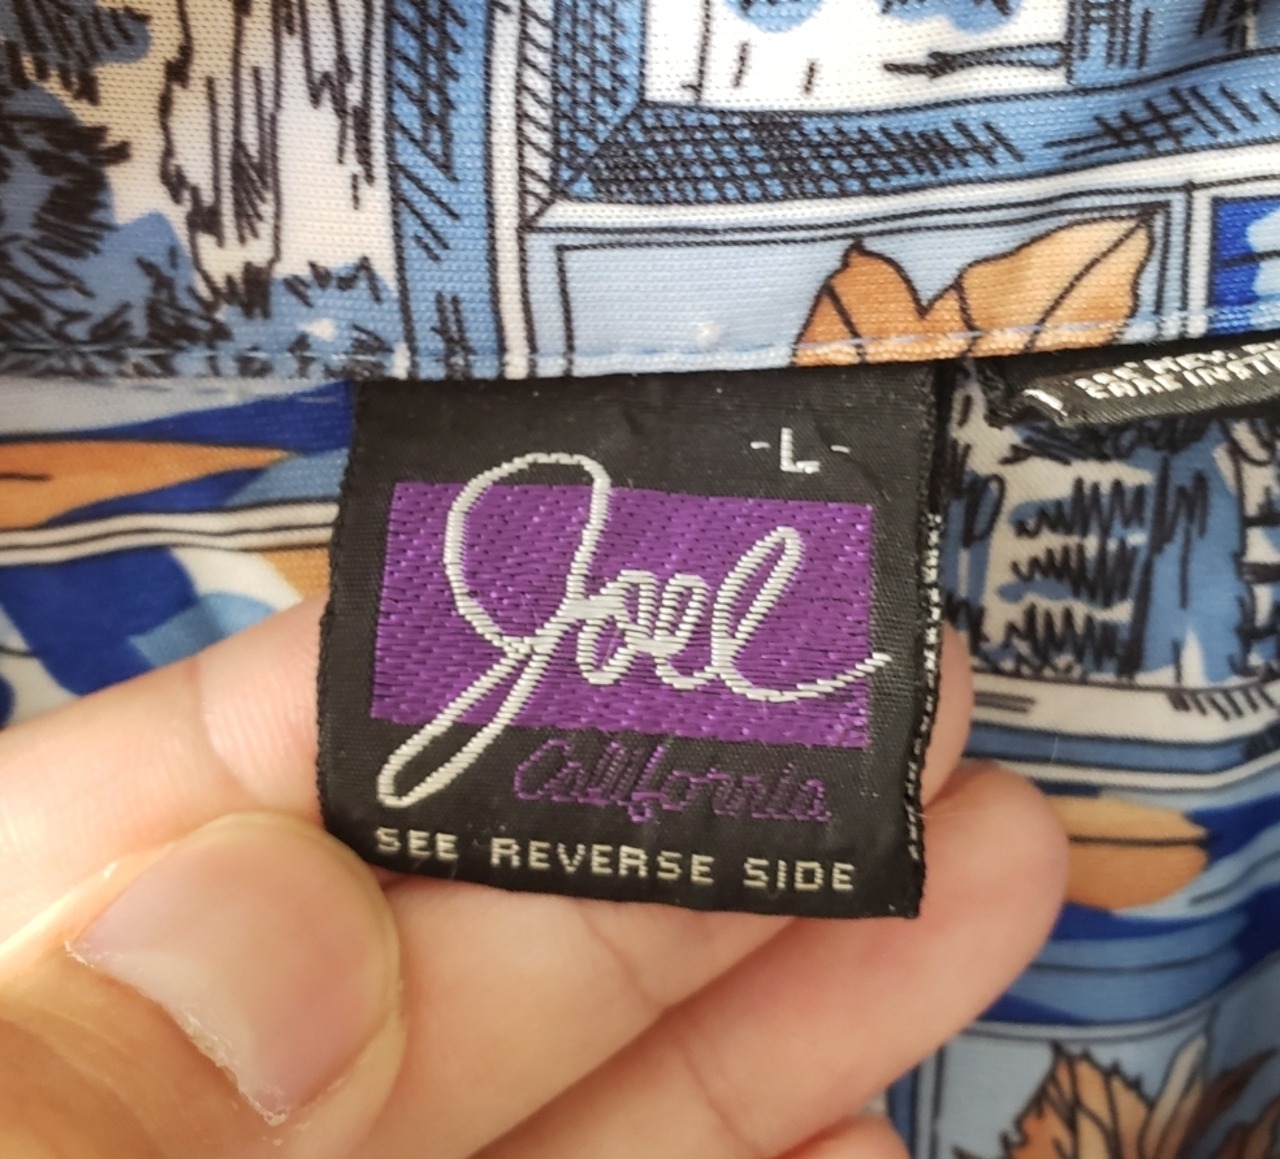 -L-
Joel
California
SEE REVERSE SIDE